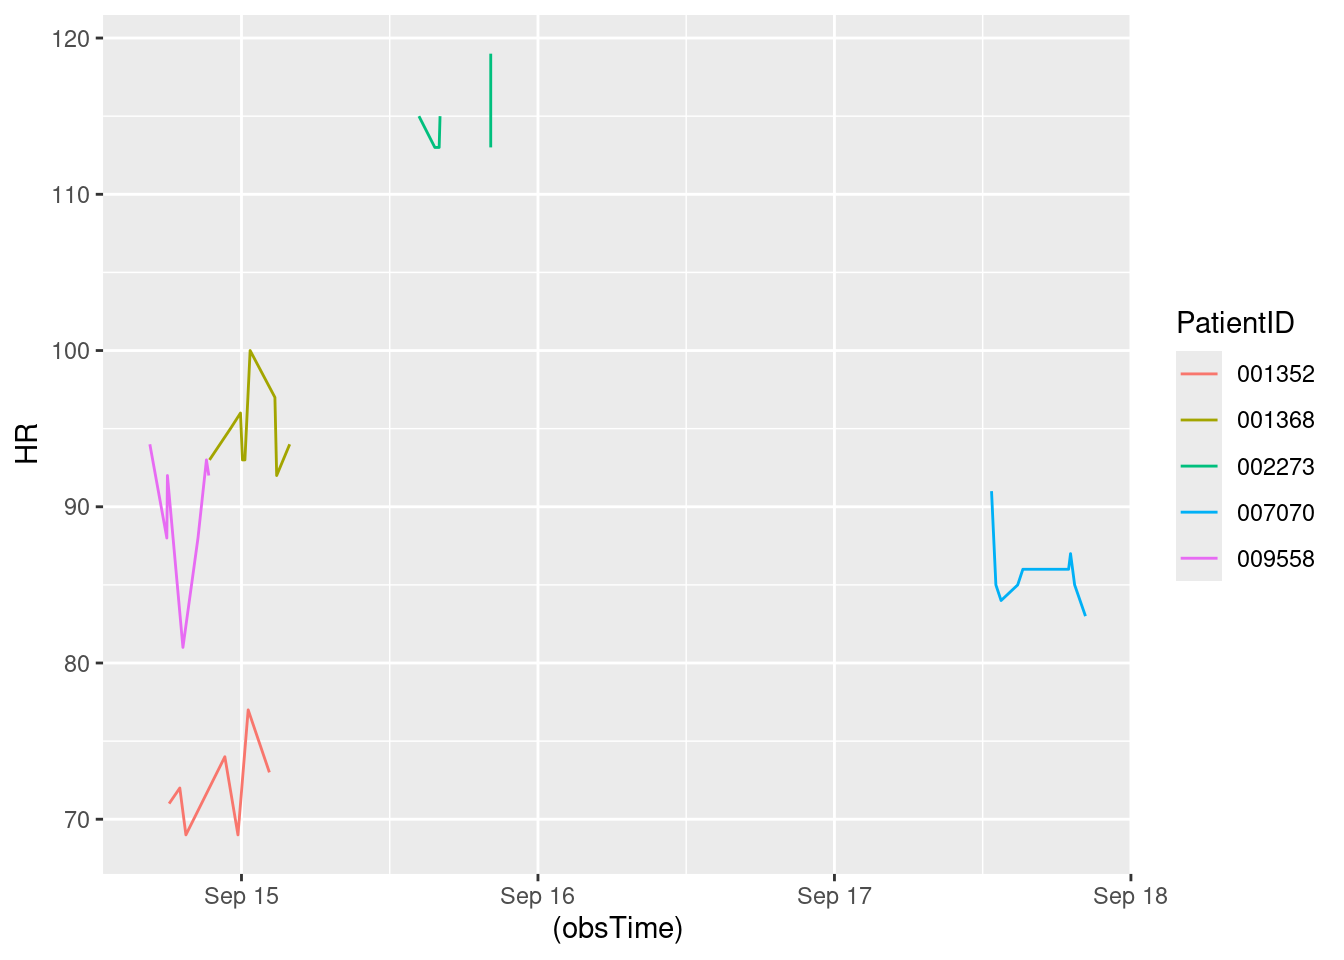 120
110
100
90
80
70
HR
Sep 15
Sep 16
Sep 17
Sep 18
(obsTime)
PatientID
001352
001368
002273
007070
009558